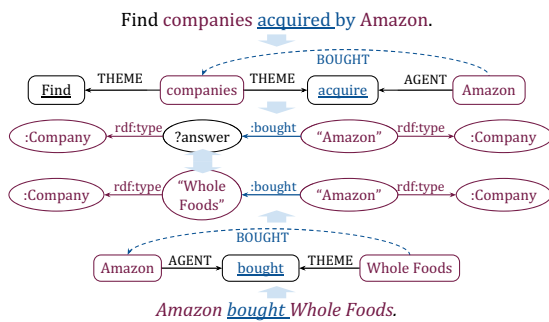 Find companies acquired by Amazon.
BOUGHT
THEME THEME AGENT
Find companies acquire Amazon
:Company rdf:type ?answer :bought “Amazon” rdf:type :Company
:Company rdf:type “Whole Foods” :bought “Amazon” rdf:type :Company
BOUGHT
Amazon AGENT bought THEME Whole Foods
Amazon bought Whole Foods.